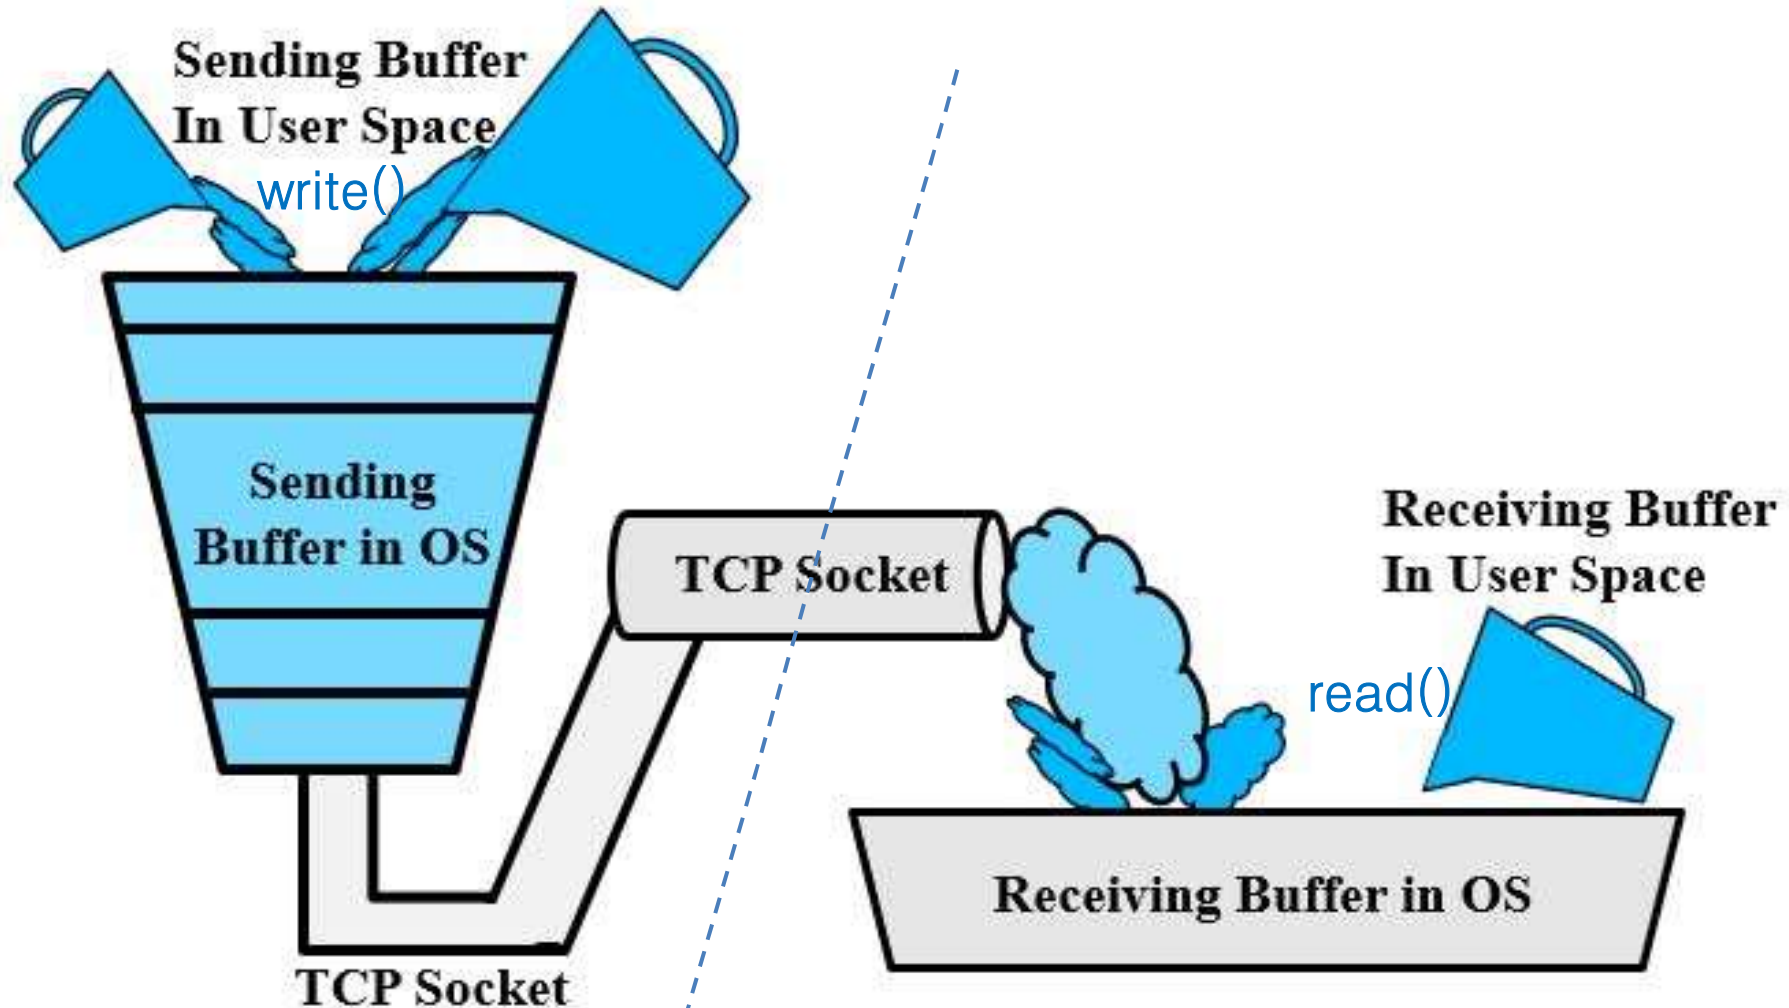 Sending Buffer
In User Space
write()
Sending
Buffer in OS
TCP Socket
Receiving Buffer
In User Space
read()
Receiving Buffer in OS
TCP Socket